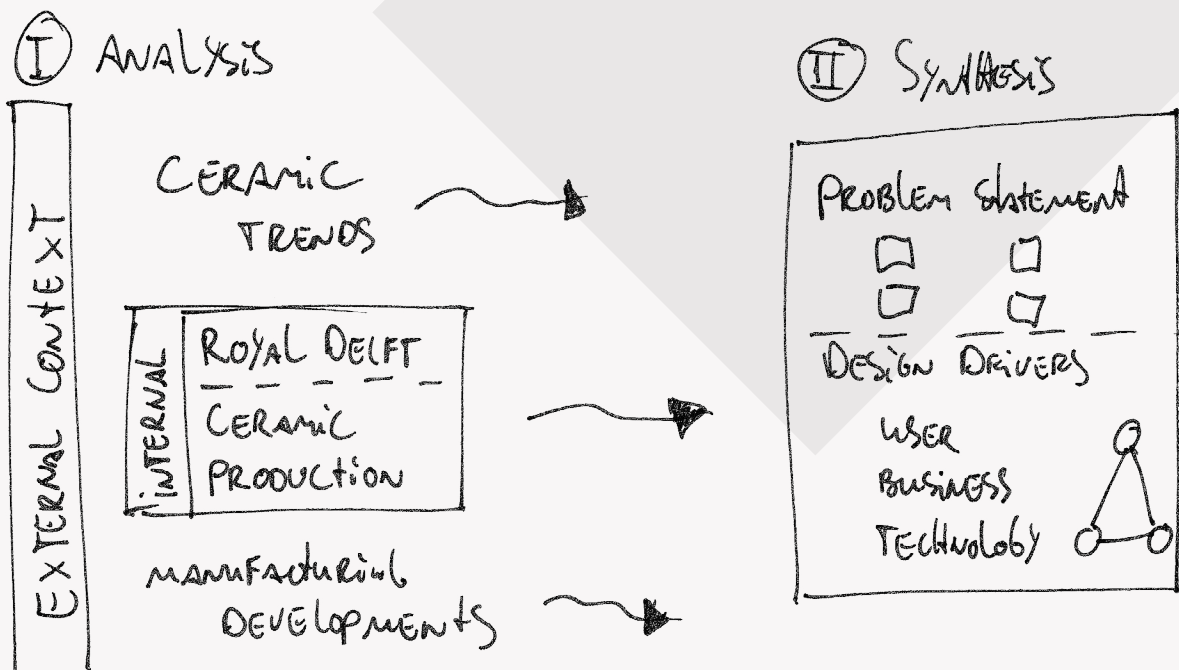 I ANALYSIS
EXTERNAL CONTEXT
CERAMIC
TRENDS
INTERNAL
ROYAL DELFT
CERAMIC
PRODUCTION
MANUFACTURING
DEVELOPMENTS
II SYNTHESIS
PROBLEM STATEMENT
DESIGN DRIVERS
USER
BUSINESS
TECHNOLOGY